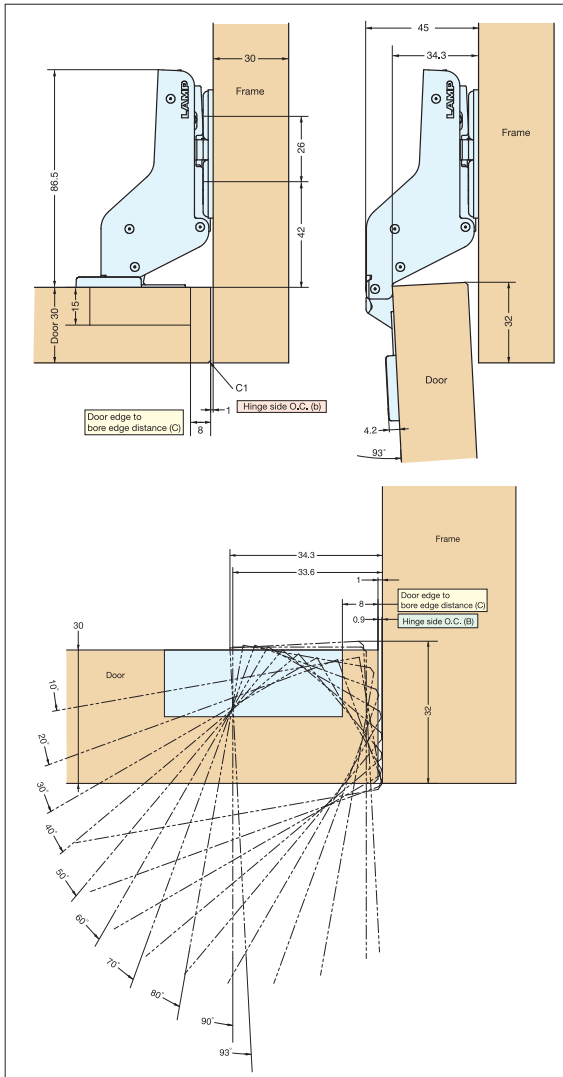 45
30
34.3
Frame
Frame
LAMP
LAMP
86.5
26
42
Door 30
15
32
C1
1
Hinge side O.C. (b)
Door edge to
bore edge distance (C)
8
Door
4.2
93°
Frame
34.3
33.6
1
8
Door edge to
bore edge distance (C)
0.9
Hinge side O.C. (B)
30
Door
32
10°
20°
30°
40°
50°
60°
70°
80°
90°
93°